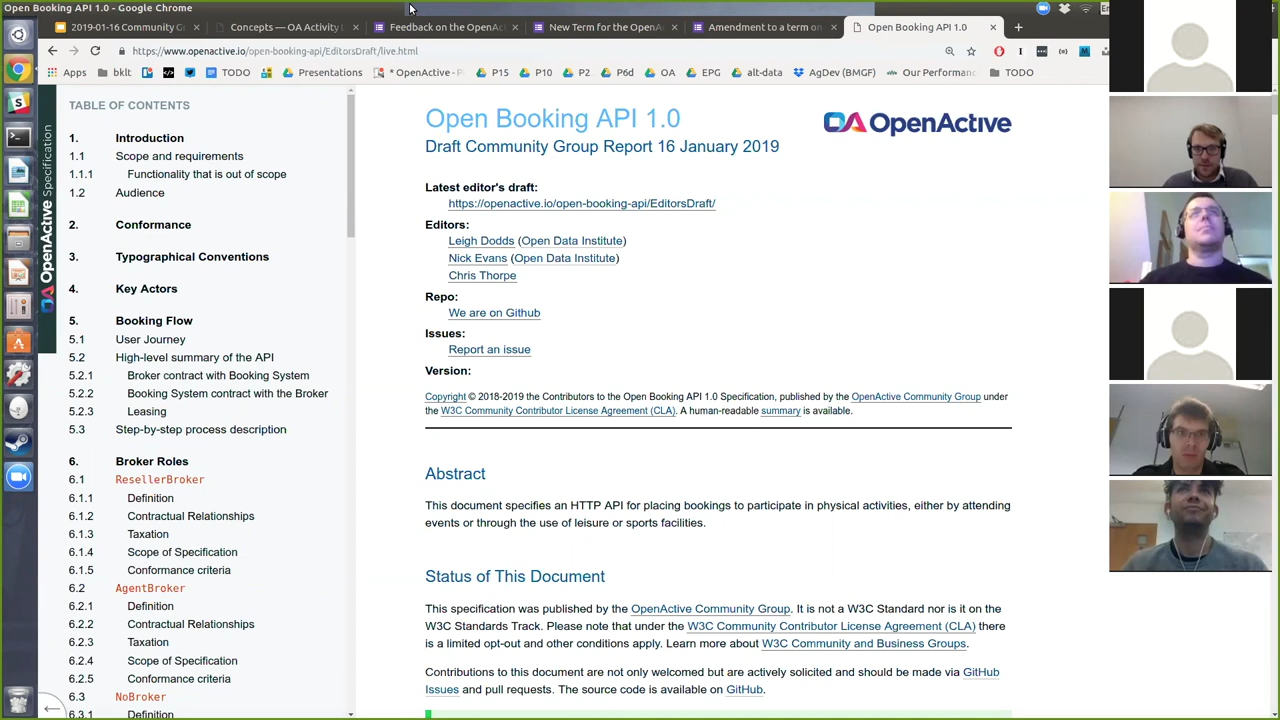 Open Booking API 1.0 - Google Chrome
2019-01-16 Community G
Concepts — OA Activity L
Feedback on the OpenAc
New Term for the OpenA
Amendment to a term on
Open Booking API 1.0
https://www.openactive.io/open-booking-api/EditorsDraft/live.html
Apps
bklt
TODO
Presentations
* OpenActive - P
P15
P10
P2
P6d
OA
EPG
alt-data
AgDev (BMGF)
Our Performanc
TODO
OpenActive Specification
TABLE OF CONTENTS
1. Introduction
1.1 Scope and requirements
1.1.1 Functionality that is out of scope
1.2 Audience
2. Conformance
3. Typographical Conventions
4. Key Actors
5. Booking Flow
5.1 User Journey
5.2 High-level summary of the API
5.2.1 Broker contract with Booking System
5.2.2 Booking System contract with the Broker
5.2.3 Leasing
5.3 Step-by-step process description
6. Broker Roles
6.1 ResellerBroker
6.1.1 Definition
6.1.2 Contractual Relationships
6.1.3 Taxation
6.1.4 Scope of Specification
6.1.5 Conformance criteria
6.2 AgentBroker
6.2.1 Definition
6.2.2 Contractual Relationships
6.2.3 Taxation
6.2.4 Scope of Specification
6.2.5 Conformance criteria
6.3 NoBroker
6.3.1 Definition
Open Booking API 1.0
OA OpenActive
Draft Community Group Report 16 January 2019
Latest editor's draft:
https://openactive.io/open-booking-api/EditorsDraft/
Editors:
Leigh Dodds (Open Data Institute)
Nick Evans (Open Data Institute)
Chris Thorpe
Repo:
We are on Github
Issues:
Report an issue
Version:
Copyright © 2018-2019 the Contributors to the Open Booking API 1.0 Specification, published by the OpenActive Community Group under
the W3C Community Contributor License Agreement (CLA). A human-readable summary is available.
Abstract
This document specifies an HTTP API for placing bookings to participate in physical activities, either by attending
events or through the use of leisure or sports facilities.
Status of This Document
This specification was published by the OpenActive Community Group. It is not a W3C Standard nor is it on the
W3C Standards Track. Please note that under the W3C Community Contributor License Agreement (CLA) there
is a limited opt-out and other conditions apply. Learn more about W3C Community and Business Groups.
Contributions to this document are not only welcomed but are actively solicited and should be made via GitHub
Issues and pull requests. The source code is available on GitHub.